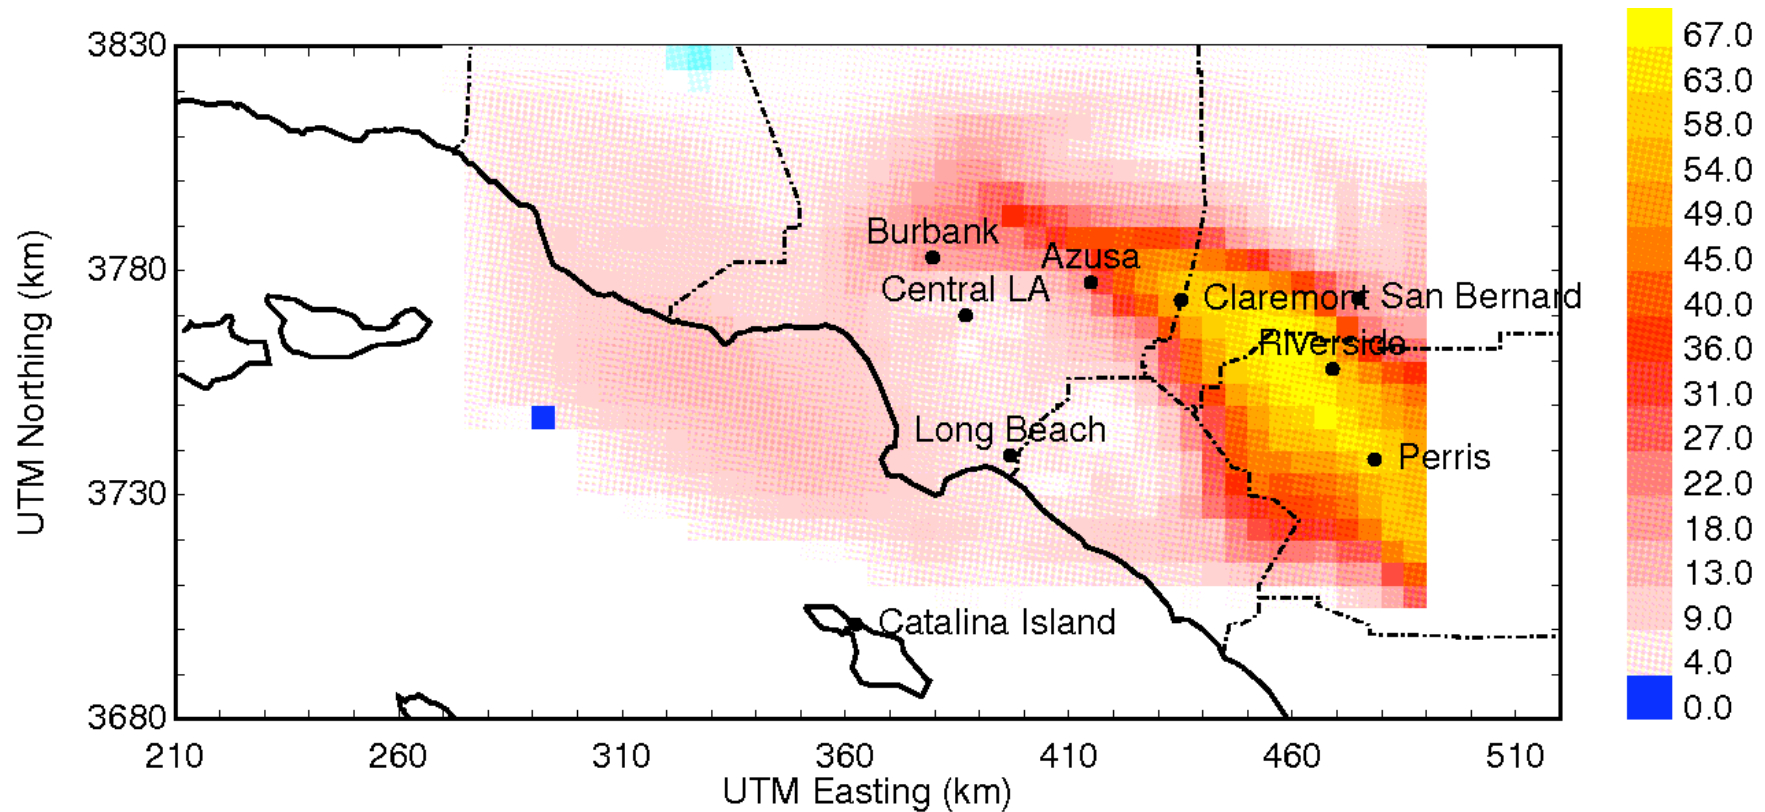 3830
3780
3730
3680
UTM Northing (km)
210
260
310
360
410
460
510
UTM Easting (km)
Burbank
Azusa
Central LA
Claremont
San Bernard
Riverside
Long Beach
Perris
Catalina Island
67.0
63.0
58.0
54.0
49.0
45.0
40.0
36.0
31.0
27.0
22.0
18.0
13.0
9.0
4.0
0.0